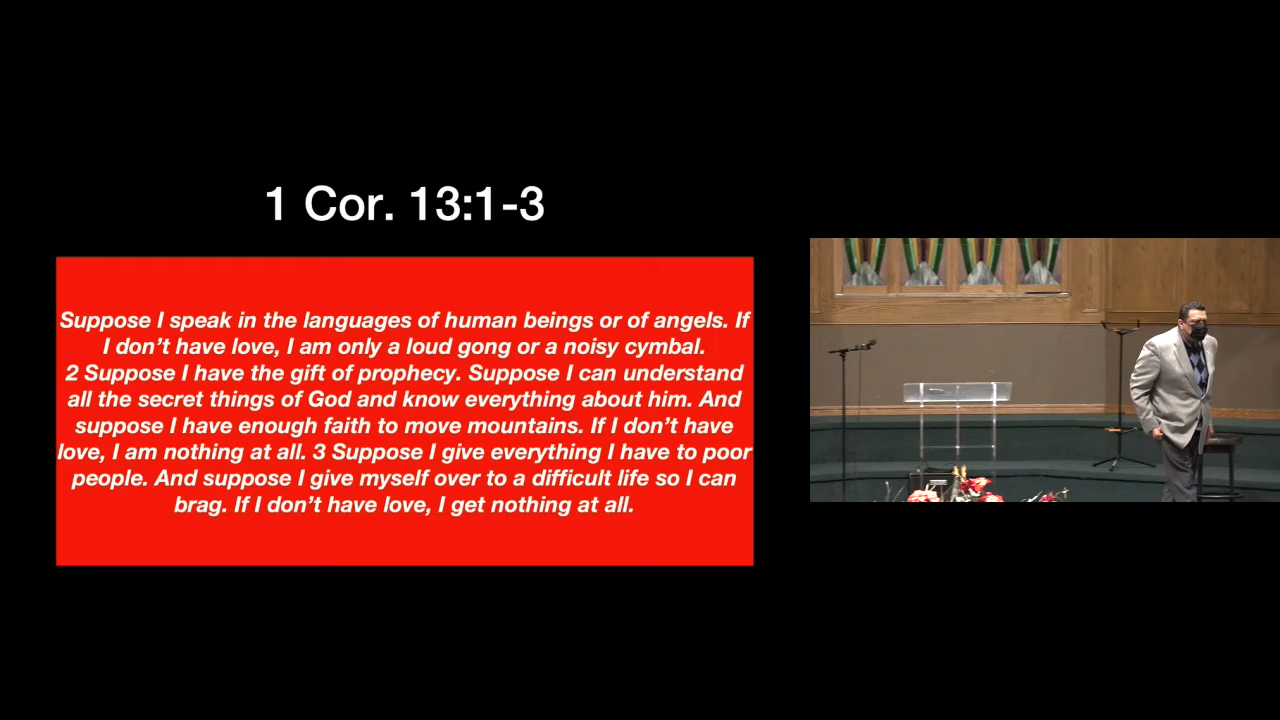 1 Cor. 13:1-3
Suppose I speak in the languages of human beings or of angels. If
I don’t have love, I am only a loud gong or a noisy cymbal.
2 Suppose I have the gift of prophecy. Suppose I can understand
all the secret things of God and know everything about him. And
suppose I have enough faith to move mountains. If I don’t have
love, I am nothing at all. 3 Suppose I give everything I have to poor
people. And suppose I give myself over to a difficult life so I can
brag. If I don’t have love, I get nothing at all.